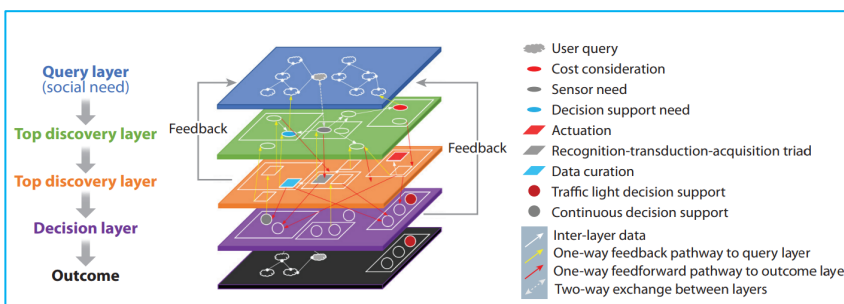 Query layer
(social need)
Top discovery layer
Top discovery layer
Decision layer
Outcome
Feedback
Feedback
User query
Cost consideration
Sensor need
Decision support need
Actuation
Recognition-transduction-acquisition triad
Data curation
Traffic light decision support
Continuous decision support
Inter-layer data
One-way feedback pathway to query layer
One-way feedforward pathway to outcome laye
Two-way exchange between layers